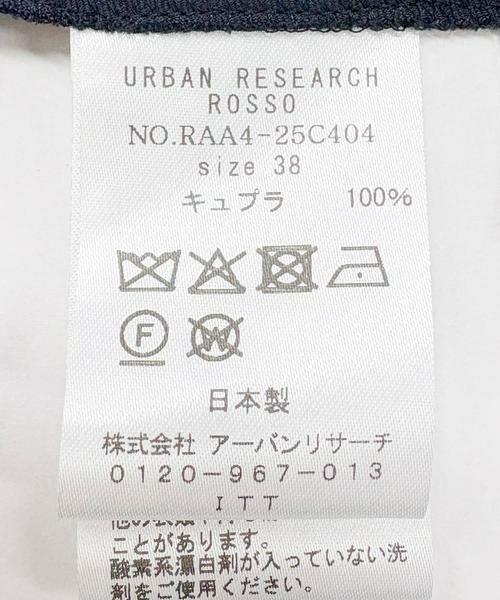 URBAN RESEARCH
ROSSO
NO.RAA4-25C404
size 38
キュプラ 100%
F
W
日本製
株式会社 アーバンリサーチ
0120-967-013
ITT
ことがあります。
酸素系漂白剤が入っていない洗
剤をご使用ください。